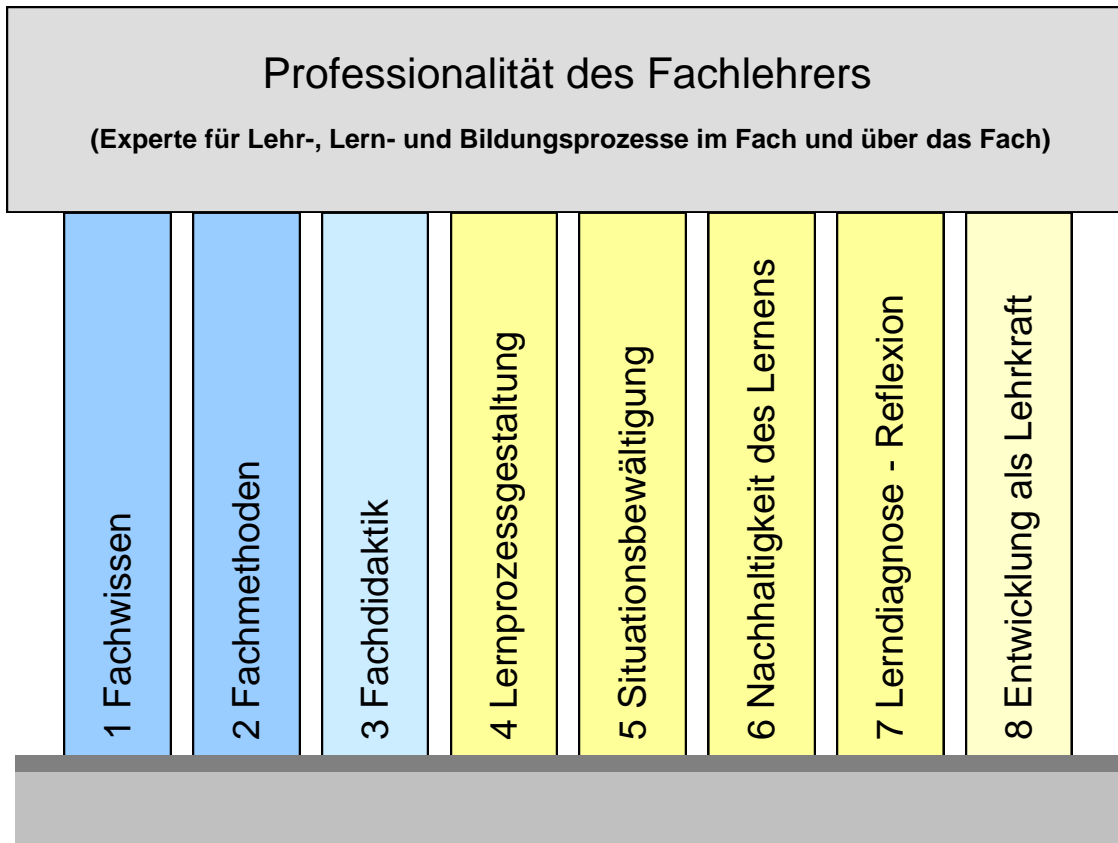 Professionalität des Fachlehrers
(Experte für Lehr-, Lern- und Bildungsprozesse im Fach und über das Fach)
1 Fachwissen
2 Fachmethoden
3 Fachdidaktik
4 Lernprozessgestaltung
5 Situationsbewältigung
6 Nachhaltigkeit des Lernens
7 Lerndiagnose - Reflexion
8 Entwicklung als Lehrkraft